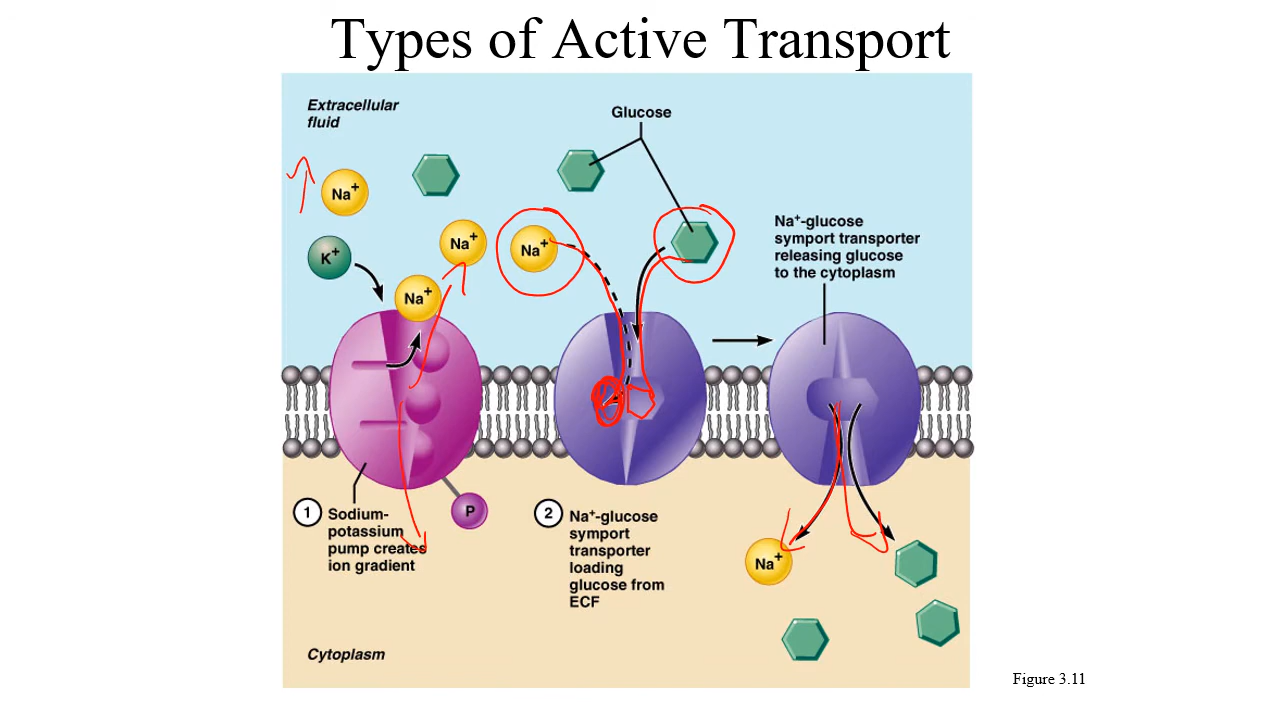 Types of Active Transport
Extracellular
fluid
Glucose
Na+
K+
Na+
Na+
Na+
Na+-glucose
symport transporter
releasing glucose
to the cytoplasm
P
1
Sodium-
potassium
pump creates
ion gradient
2
Na+-glucose
symport
transporter
loading
glucose from
ECF
Na+
Cytoplasm
Figure 3.11